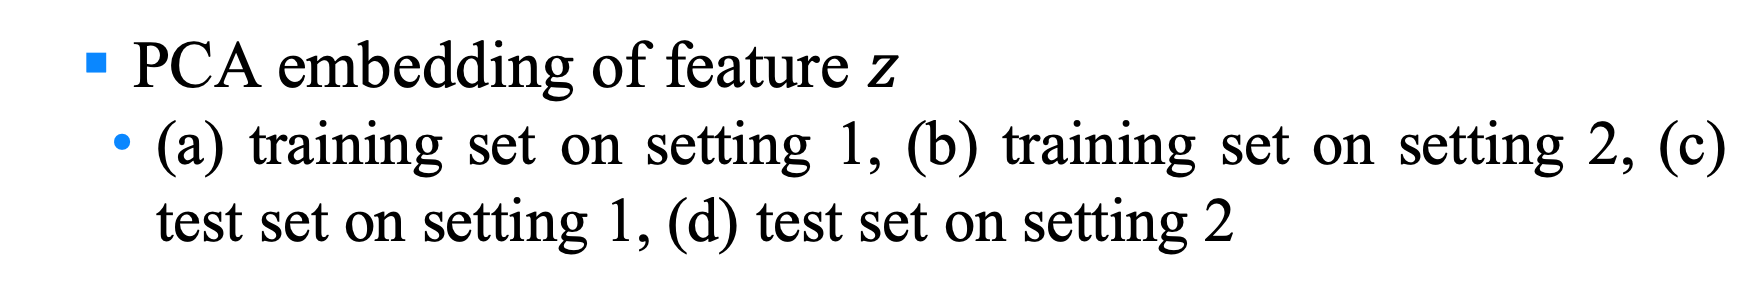 ▪ PCA embedding of feature z
• (a) training set on setting 1, (b) training set on setting 2, (c)
test set on setting 1, (d) test set on setting 2